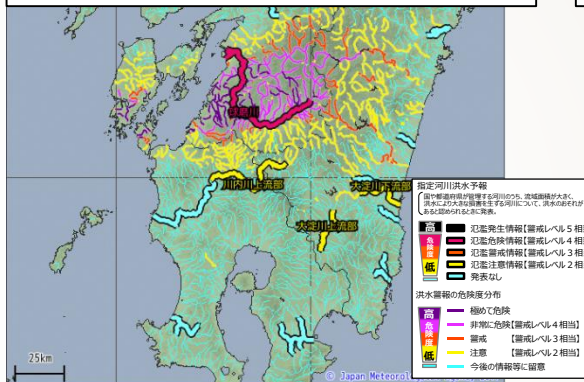 球磨川
川内川上流部
大淀川下流部
大淀川上流部
25km
© Japan Meteorol
指定河川洪水予報
国や都道府県が管理する河川のうち、流域面積が大きく、
洪水により大きな損害を生ずる河川について、洪水のおそれが
あると認められるときに発表。
高
危険度
低
氾濫発生情報【警戒レベル5相
氾濫危険情報【警戒レベル4相
氾濫警戒情報【警戒レベル3相
氾濫注意情報【警戒レベル2相
発表なし
洪水警報の危険度分布
高
危険度
低
極めて危険
非常に危険【警戒レベル4相当】
警戒 【警戒レベル3相当】
注意 【警戒レベル2相当】
今後の情報等に留意